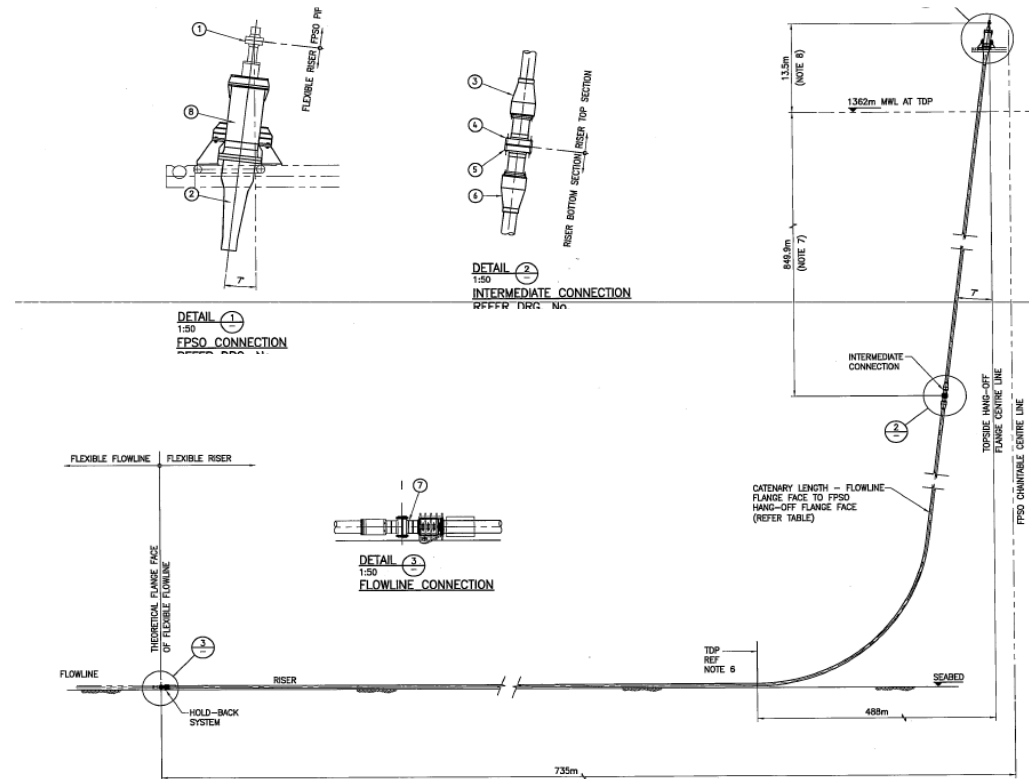 1
FLEXIBLE RISER FPSO PIP
8
2
7°
DETAIL 1
1:50
FPSO CONNECTION
3
4
5
6
RISER BOTTOM SECTION RISER TOP SECTION
DETAIL 2
1:50
INTERMEDIATE CONNECTION
REFER DRG. No.
13.5m
(NOTE 8)
1362m MWL AT TDP
849.9m
(NOTE 7)
7°
INTERMEDIATE
CONNECTION
2
TOPSIDE HANG-OFF
FLANGE CENTRE LINE
FPSO CHAINTABLE CENTRE LINE
CATENARY LENGTH - FLOWLINE
FLANGE FACE TO FPSO
HANG-OFF FLANGE FACE
(REFER TABLE)
FLEXIBLE FLOWLINE
FLEXIBLE RISER
THEORETICAL FLANGE FACE
OF FLEXIBLE FLOWLINE
7
DETAIL 3
1:50
FLOWLINE CONNECTION
3
FLOWLINE
RISER
HOLD-BACK
SYSTEM
TDP
REF
NOTE 6
SEABED
488m
735m